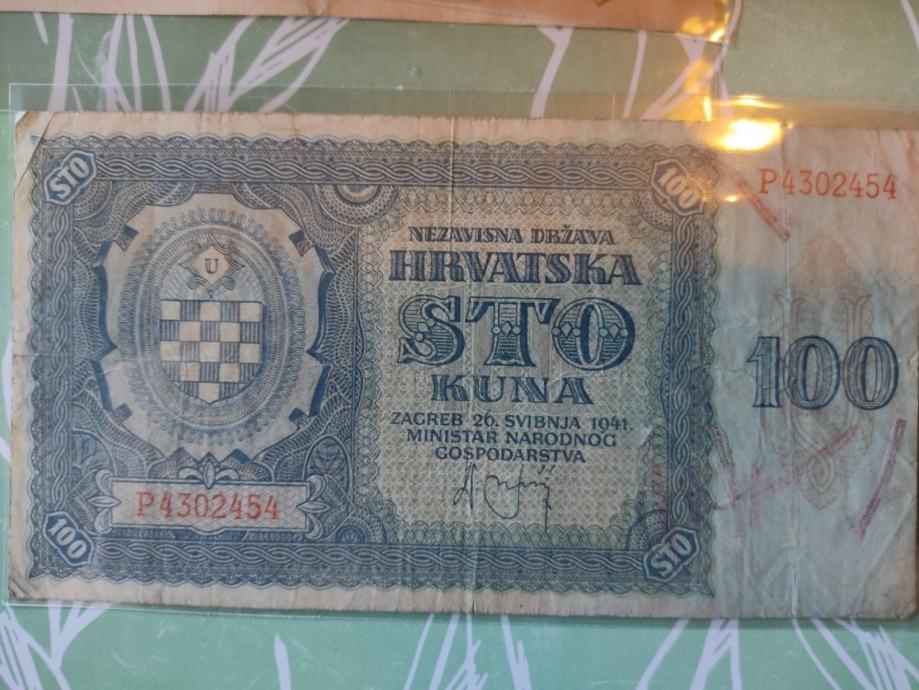 STO
100
P4302454
U
NEZAVISNA DRŽAVA
HRVATSKA
STO
KUNA
ZAGREB 26. SVIBNJA 1941.
MINISTAR NARODNOG
GOSPODARSTVA
100
P4302454
100
STO